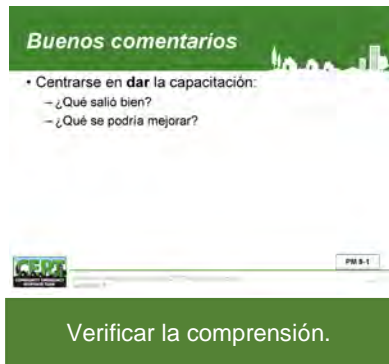 Buenos comentarios
• Centrarse en dar la capacitación:
– ¿Qué salió bien?
– ¿Qué se podría mejorar?
CERT
PM 8-1
Verificar la comprensión.